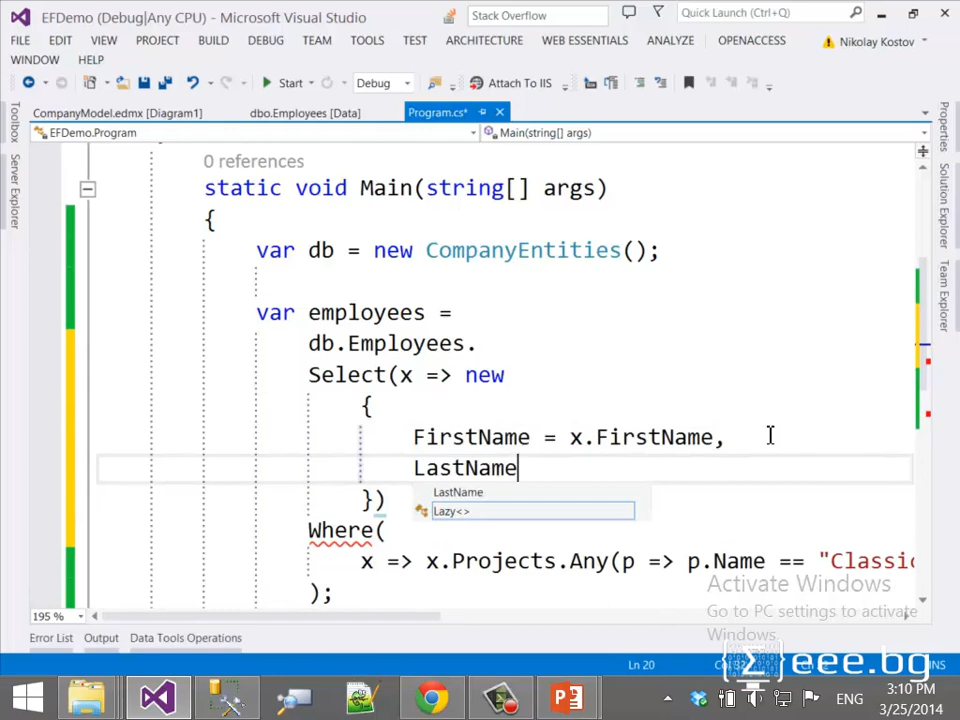 EFDemo (Debug|Any CPU) - Microsoft Visual Studio
Stack Overflow
Quick Launch (Ctrl+Q)
FILE EDIT VIEW PROJECT BUILD DEBUG TEAM TOOLS TEST ARCHITECTURE WEB ESSENTIALS ANALYZE OPENACCESS
Nikolay Kostov
WINDOW HELP
Start Debug Attach To IIS
CompanyModel.edmx [Diagram1] dbo.Employees [Data] Program.cs*
EFDemo.Program Main(string[] args)
Toolbox
Server Explorer
Properties
Solution Explorer
Team Explorer
0 references
static void Main(string[] args)
{
var db = new CompanyEntities();
var employees =
db.Employees.
Select(x => new
{
FirstName = x.FirstName,
LastName
LastName
Lazy<>
})
Where(
x => x.Projects.Any(p => p.Name == "Classic
);
Activate Windows
Go to PC settings to activate
Windows.
195 %
Error List Output Data Tools Operations
Ln 20
INS
eee.bg
ENG
3:10 PM
3/25/2014